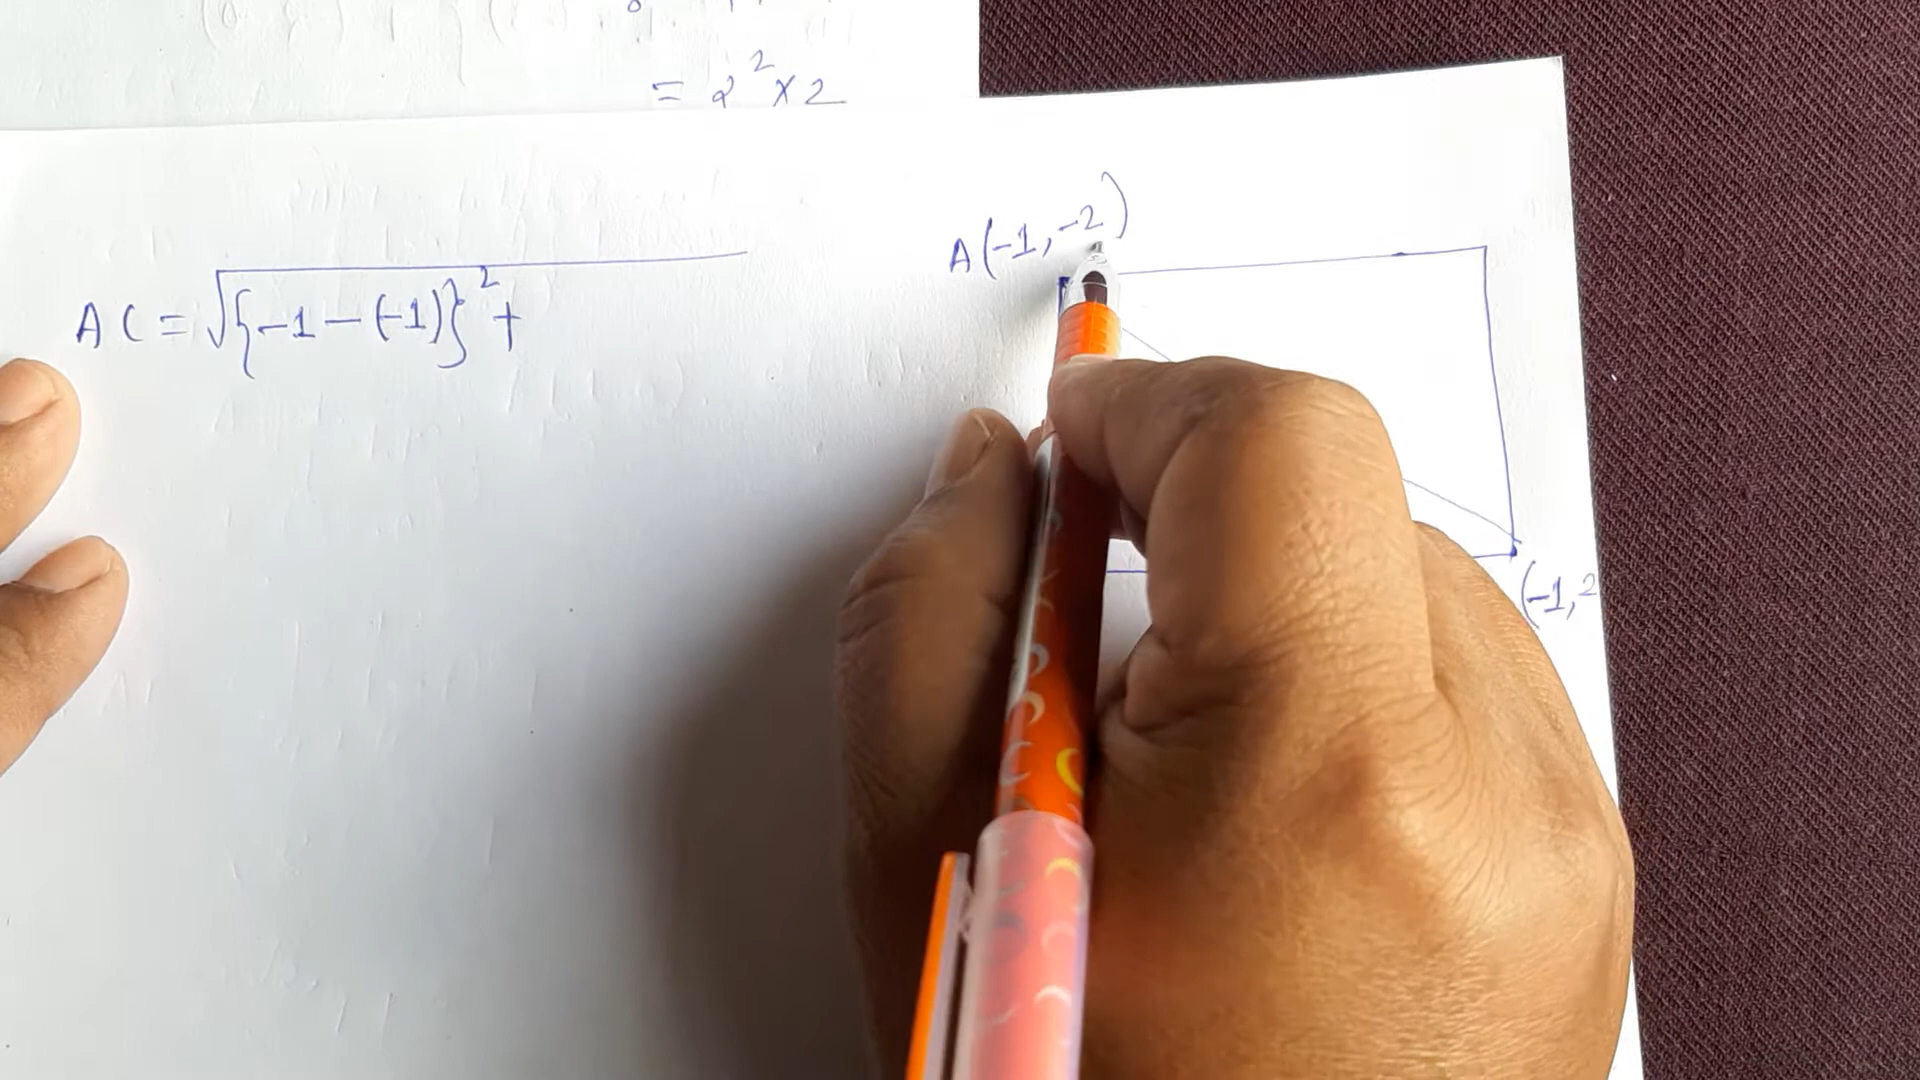 = 2² × 2
A(-1, -2)
AC = √{-1 - (-1)}² +
(-1, 2